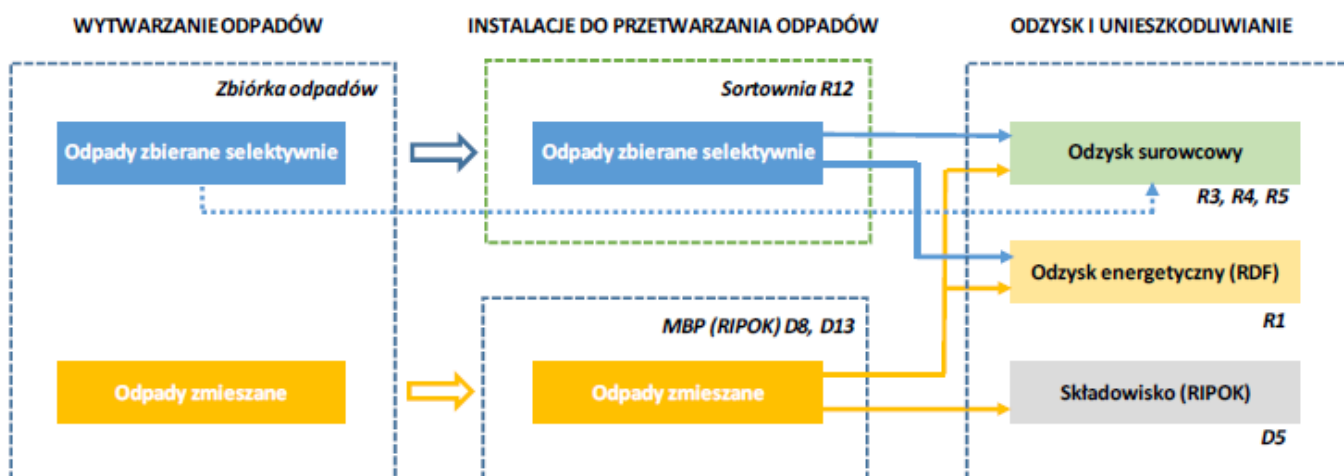 WYTWARZANIE ODPADÓW
INSTALACJE DO PRZETWARZANIA ODPADÓW
ODZYSK I UNIESZKODLIWIANIE
Zbiórka odpadów
Sortownia R12
Odpady zbierane selektywnie
Odpady zbierane selektywnie
Odzysk surowcowy
R3, R4, R5
Odzysk energetyczny (RDF)
R1
MBP (RIPOK) D8, D13
Odpady zmieszane
Odpady zmieszane
Składowisko (RIPOK)
D5